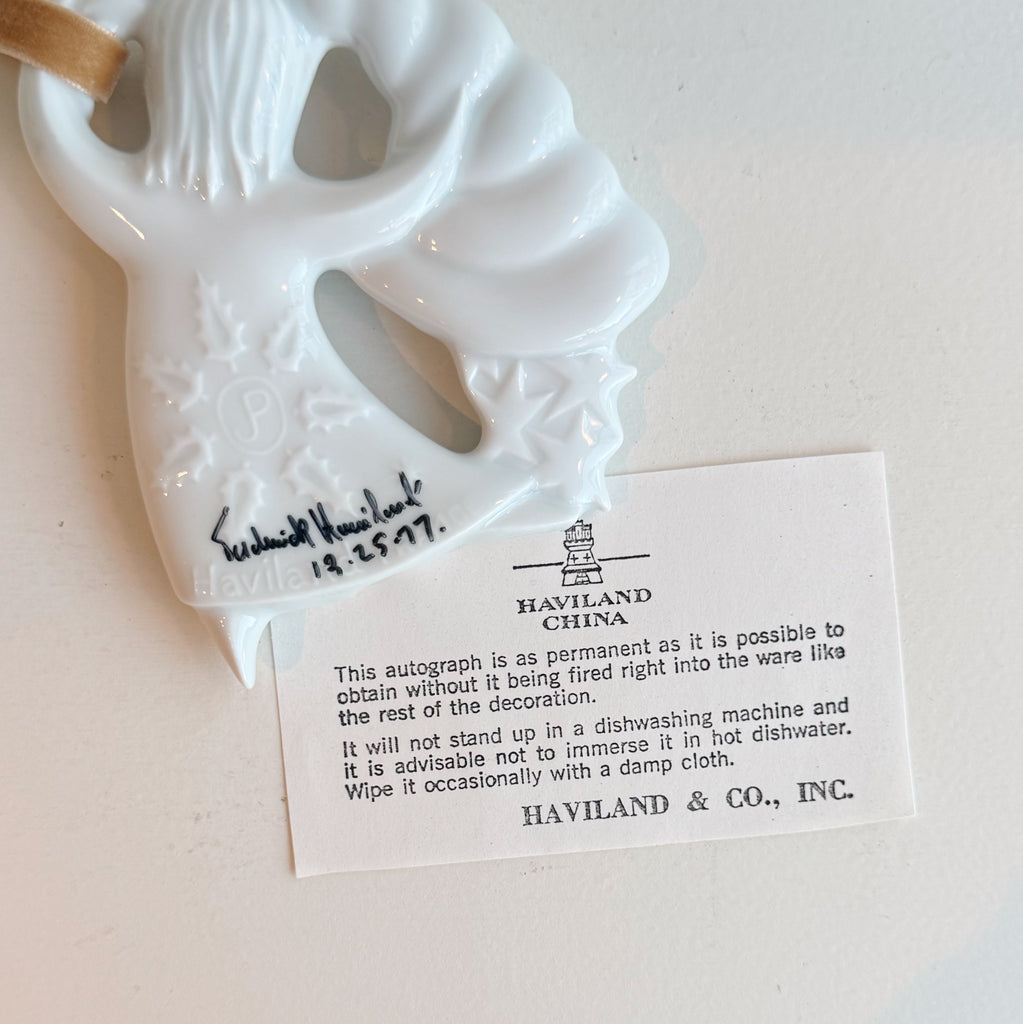 Frederick Haviland
12.25.77.
Haviland
HAVILAND
CHINA
This autograph is as permanent as it is possible to
obtain without it being fired right into the ware like
the rest of the decoration.
It will not stand up in a dishwashing machine and
it is advisable not to immerse it in hot dishwater.
Wipe it occasionally with a damp cloth.
HAVILAND & CO., INC.